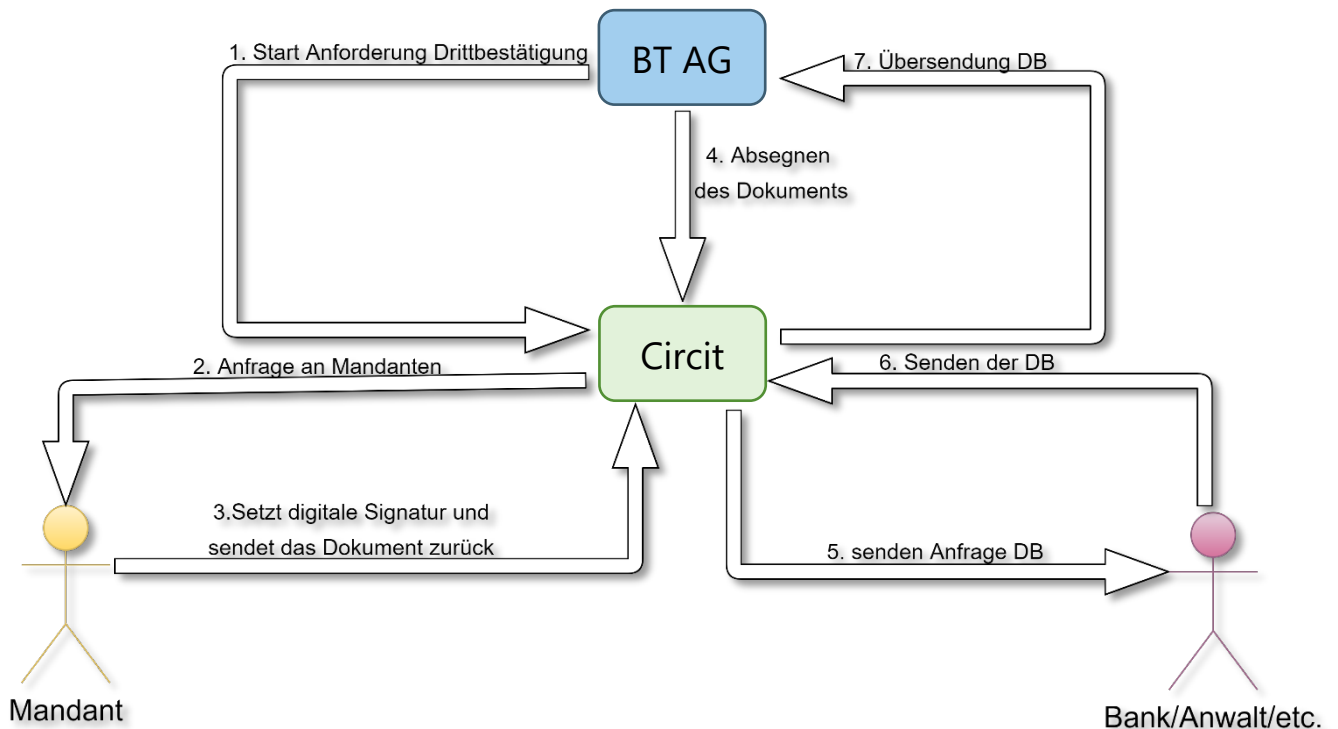 BT AG
1. Start Anforderung Drittbestätigung
7. Übersendung DB
4. Absegnen
des Dokuments
Circit
2. Anfrage an Mandanten
6. Senden der DB
3.Setzt digitale Signatur und
sendet das Dokument zurück
5. senden Anfrage DB
Mandant
Bank/Anwalt/etc.